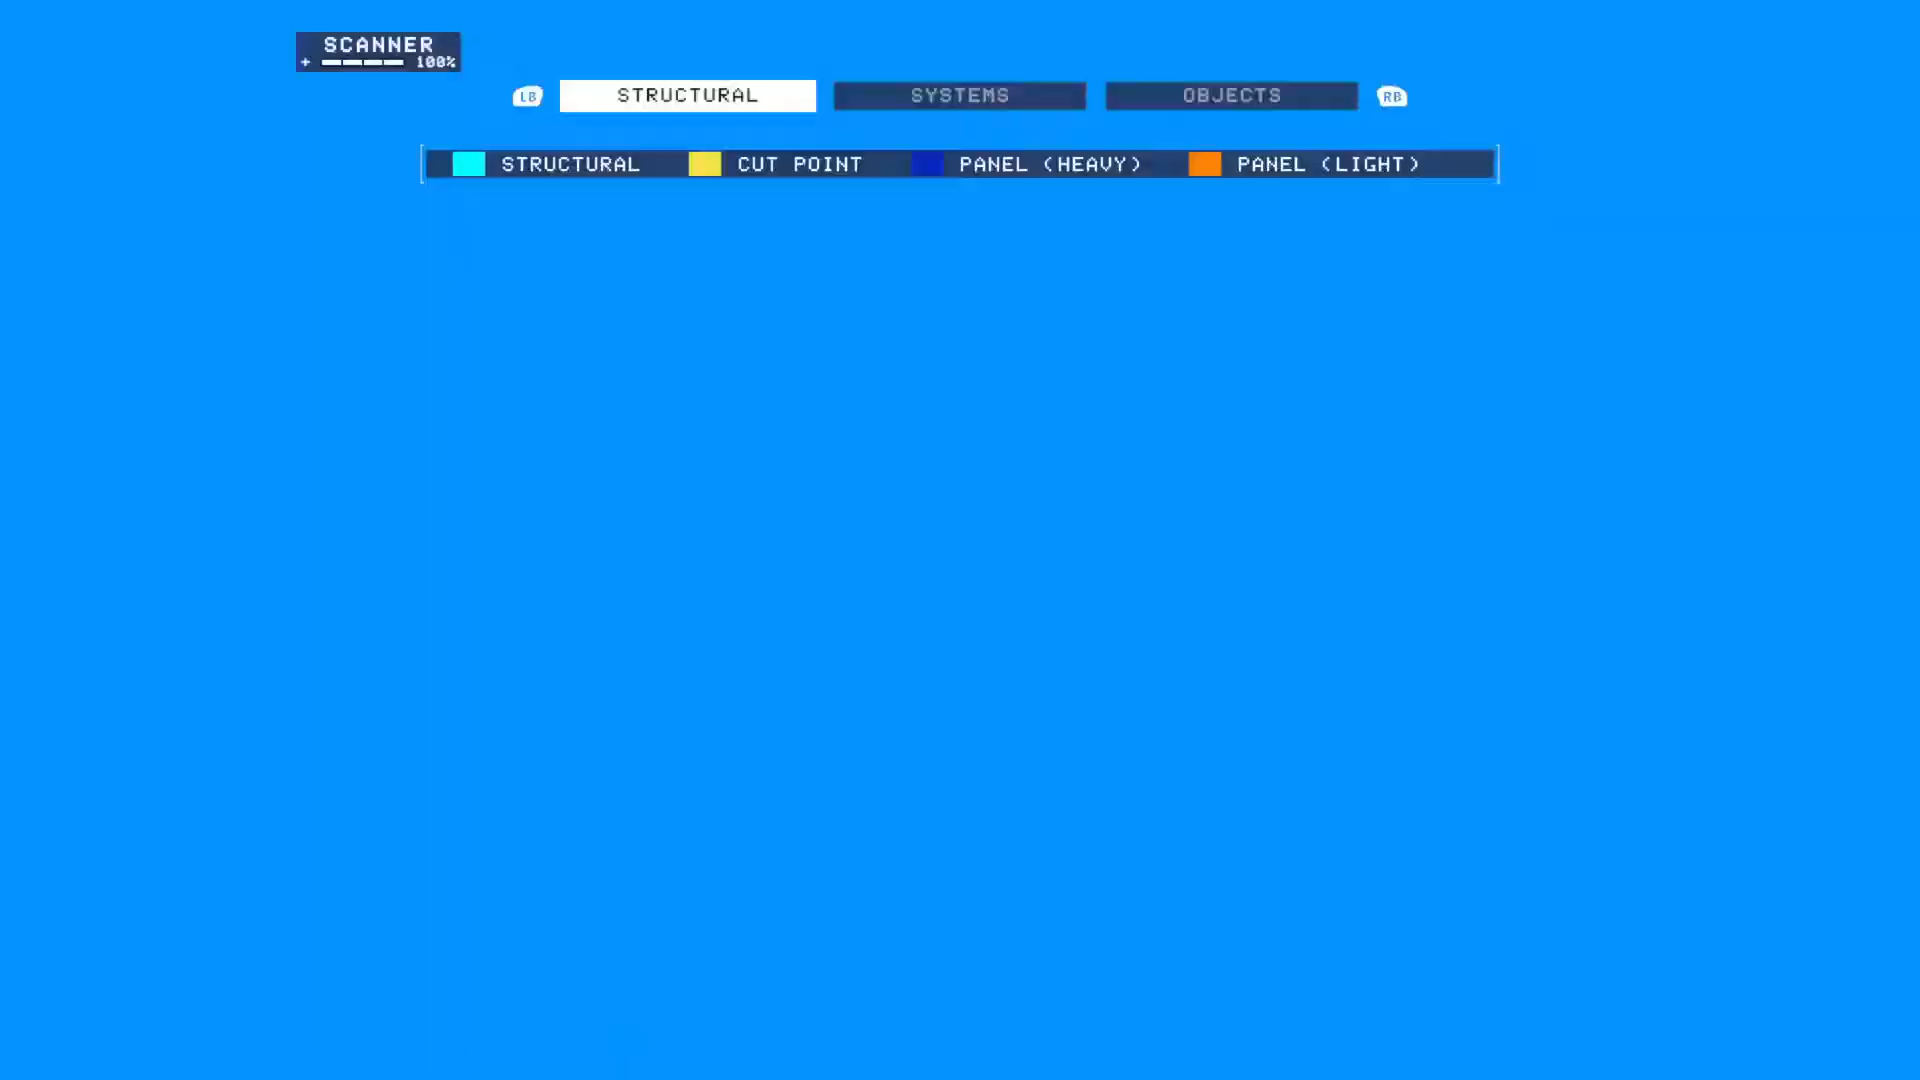 SCANNER
+ 100%
LB STRUCTURAL SYSTEMS OBJECTS RB
STRUCTURAL CUT POINT PANEL (HEAVY) PANEL (LIGHT)